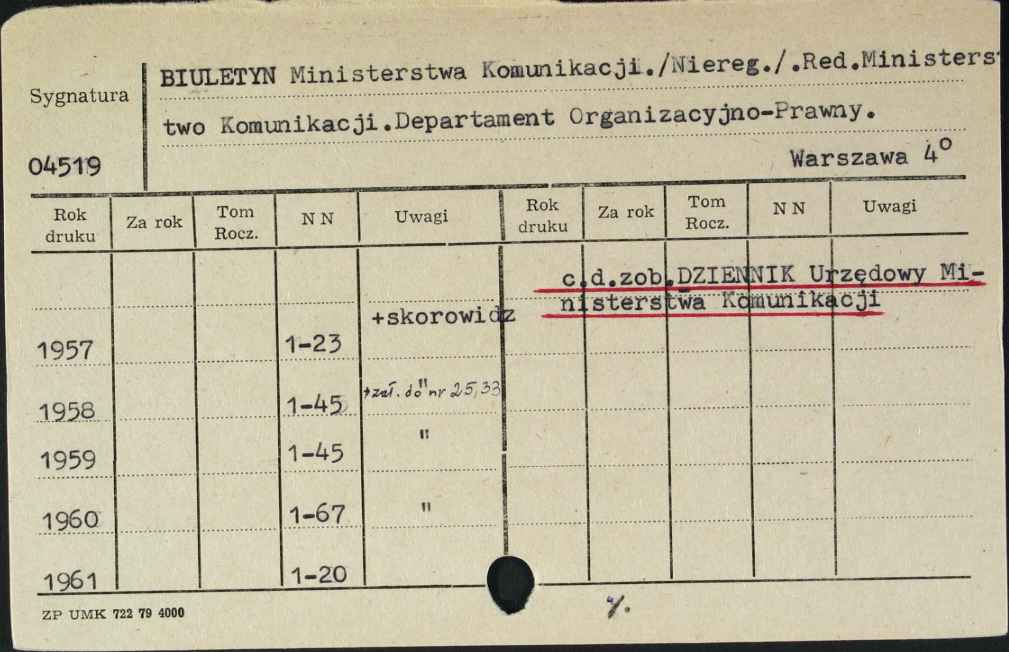 BIULETYN Ministerstwa Komunikacji./Niereg./.Red.Ministers
Sygnatura
two Komunikacji.Departament Organizacyjno-Prawny.
04519
Warszawa 4°
Rok druku Za rok Tom Rocz. N N Uwagi Rok druku Za rok Tom Rocz. N N Uwagi
c.d.zob.DZIENNIK Urzędowy Mi-
nisterstwa Komunikacji
+skorowidz
1957 1-23
1958 1-45 " +zał. do nr 25,33
1959 1-45 "
1960 1-67 "
1961 1-20
ZP UMK 722 79 4000